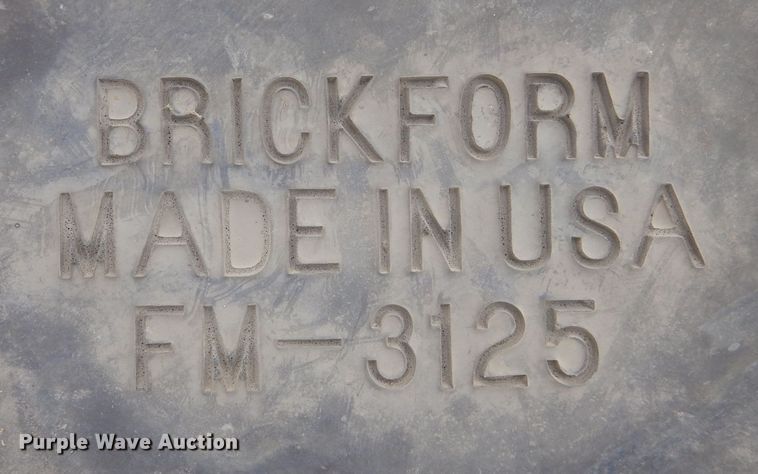 BRICKFORM
MADE IN USA
FM-3125
Purple Wave Auction